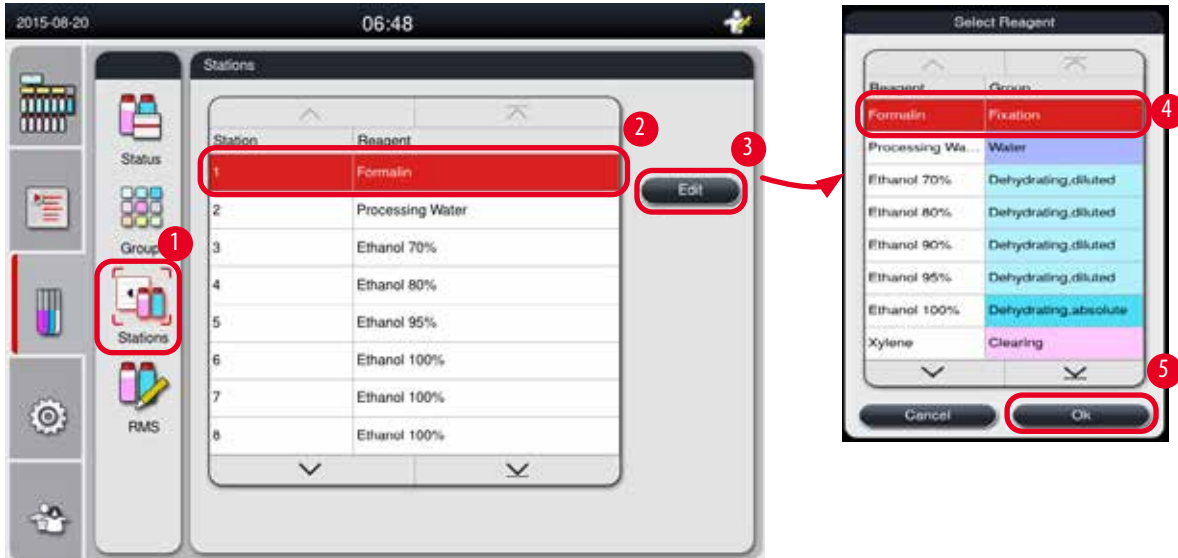 2015-08-20
06:48
Status
Group
Stations
RMS
Stations
Station Reagent
1 Formalin
2 Processing Water
3 Ethanol 70%
4 Ethanol 80%
5 Ethanol 95%
6 Ethanol 100%
7 Ethanol 100%
8 Ethanol 100%
Edit
1
2
3
Select Reagent
Reagent Group
Formalin Fixation
Processing Wa... Water
Ethanol 70% Dehydrating,diluted
Ethanol 80% Dehydrating,diluted
Ethanol 90% Dehydrating,diluted
Ethanol 95% Dehydrating,diluted
Ethanol 100% Dehydrating,absolute
Xylene Clearing
Cancel Ok
4
5